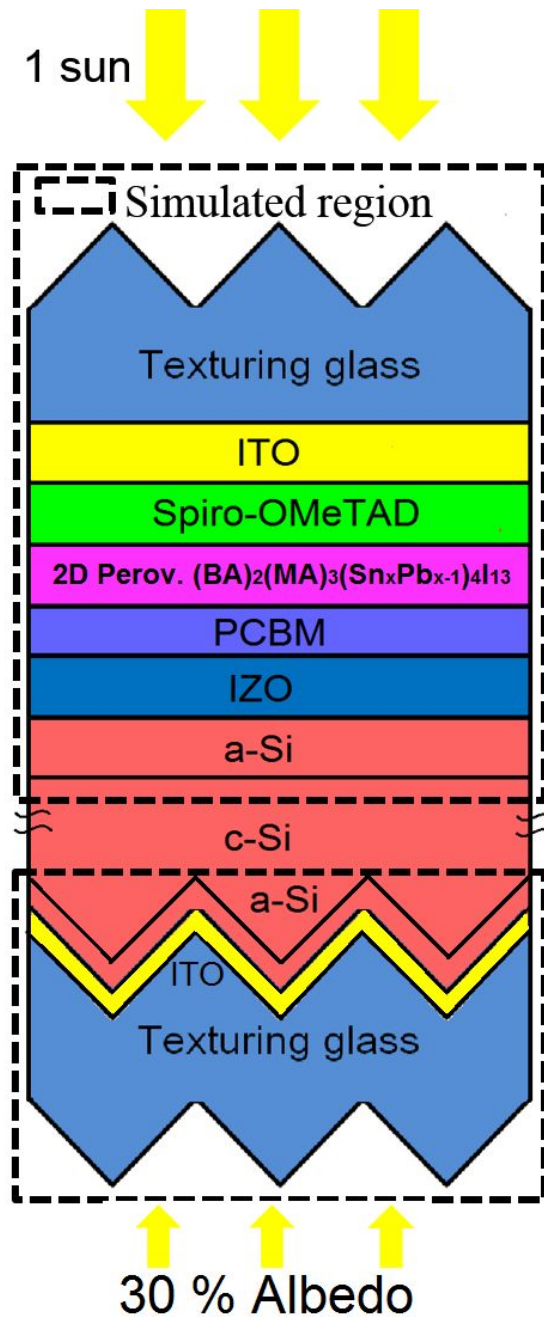 1 sun
Simulated region
Texturing glass
ITO
Spiro-OMeTAD
2D Perov. (BA)₂(MA)₃(SnₓPbₓ₋₁)₄I₁₃
PCBM
IZO
a-Si
c-Si
a-Si
ITO
Texturing glass
30 % Albedo